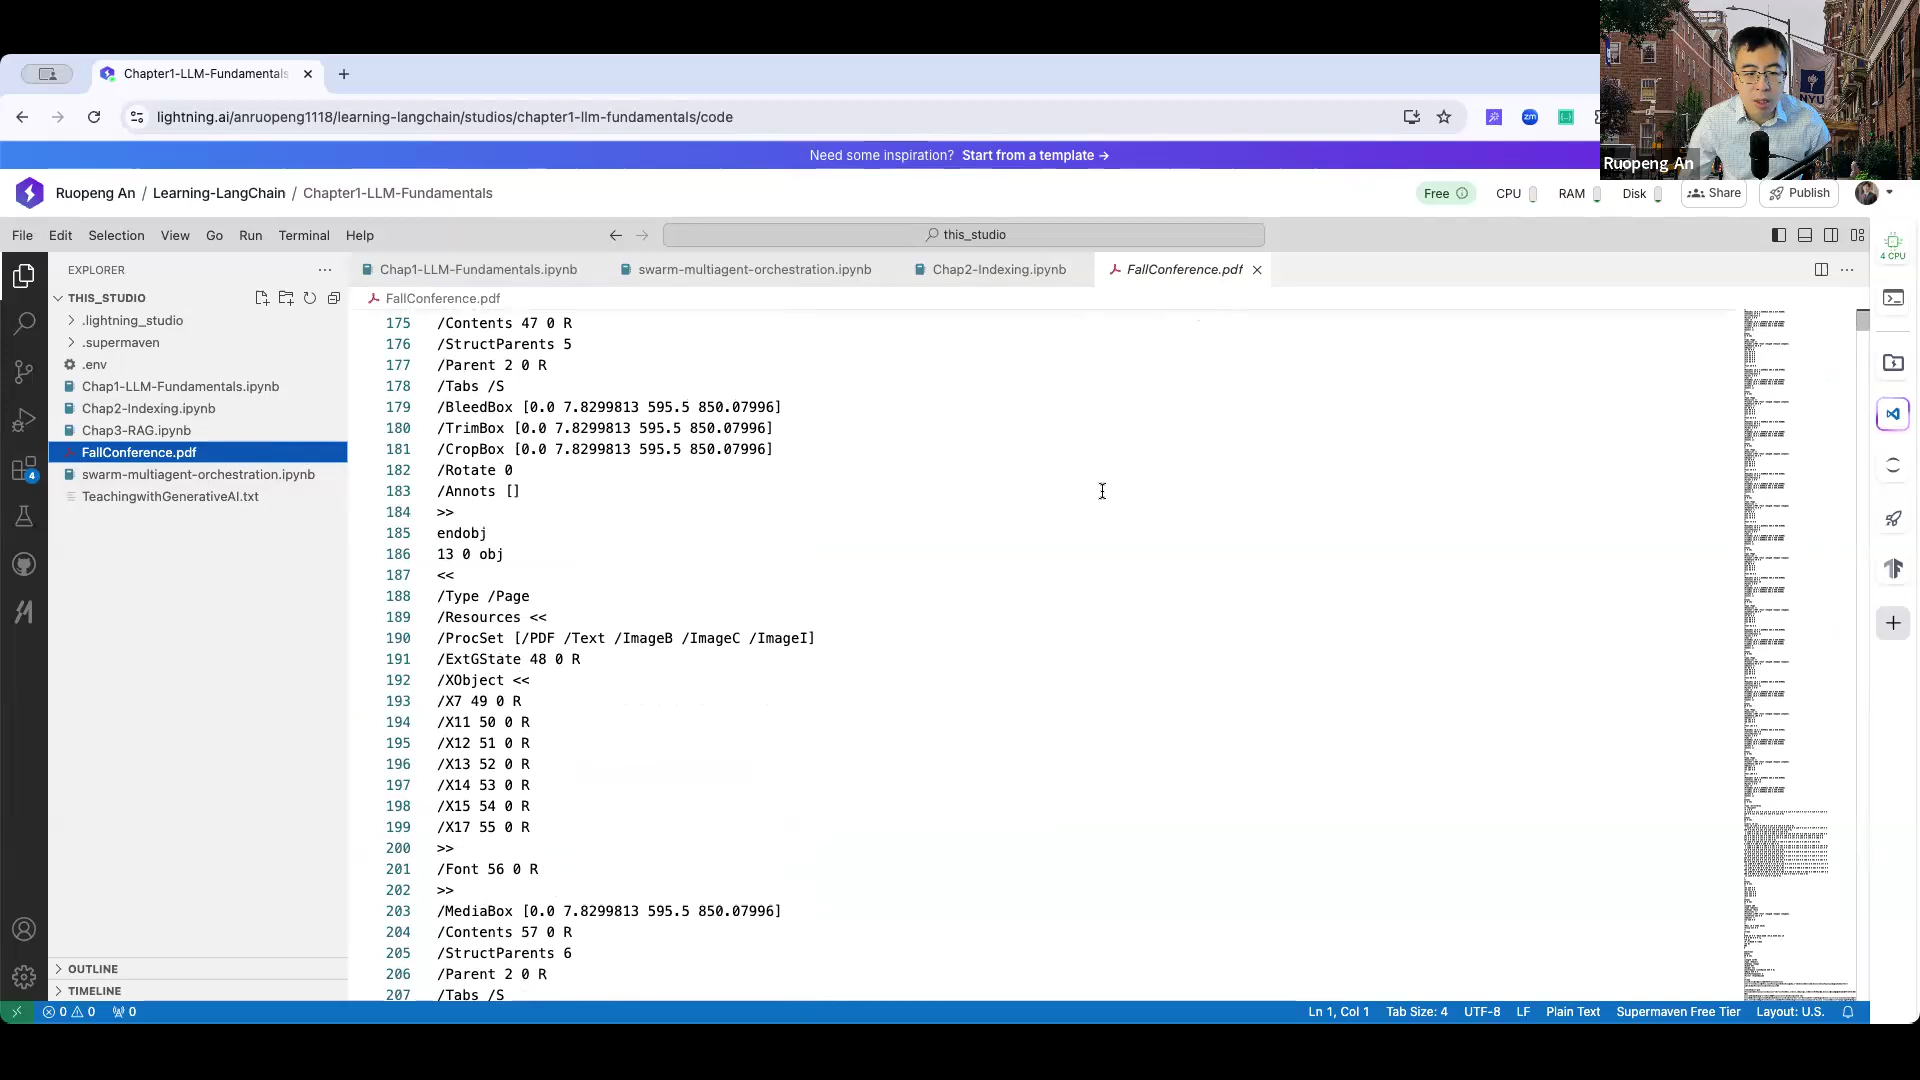 Chapter1-LLM-Fundamentals
lightning.ai/anruopeng1118/learning-langchain/studios/chapter1-llm-fundamentals/code
zm
NYU
Ruopeng An
Need some inspiration? Start from a template →
Ruopeng An / Learning-LangChain / Chapter1-LLM-Fundamentals
Free CPU RAM Disk Share Publish
File Edit Selection View Go Run Terminal Help
this_studio
4 CPU
EXPLORER
Chap1-LLM-Fundamentals.ipynb swarm-multiagent-orchestration.ipynb Chap2-Indexing.ipynb FallConference.pdf
THIS_STUDIO
FallConference.pdf
.lightning_studio
.supermaven
.env
Chap1-LLM-Fundamentals.ipynb
Chap2-Indexing.ipynb
Chap3-RAG.ipynb
FallConference.pdf
swarm-multiagent-orchestration.ipynb
TeachingwithGenerativeAI.txt
4
OUTLINE
TIMELINE
175 /Contents 47 0 R
176 /StructParents 5
177 /Parent 2 0 R
178 /Tabs /S
179 /BleedBox [0.0 7.8299813 595.5 850.07996]
180 /TrimBox [0.0 7.8299813 595.5 850.07996]
181 /CropBox [0.0 7.8299813 595.5 850.07996]
182 /Rotate 0
183 /Annots []
184 >>
185 endobj
186 13 0 obj
187 <<
188 /Type /Page
189 /Resources <<
190 /ProcSet [/PDF /Text /ImageB /ImageC /ImageI]
191 /ExtGState 48 0 R
192 /XObject <<
193 /X7 49 0 R
194 /X11 50 0 R
195 /X12 51 0 R
196 /X13 52 0 R
197 /X14 53 0 R
198 /X15 54 0 R
199 /X17 55 0 R
200 >>
201 /Font 56 0 R
202 >>
203 /MediaBox [0.0 7.8299813 595.5 850.07996]
204 /Contents 57 0 R
205 /StructParents 6
206 /Parent 2 0 R
207 /Tabs /S
0 0 0
Ln 1, Col 1 Tab Size: 4 UTF-8 LF Plain Text Supermaven Free Tier Layout: U.S.